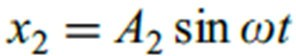 x₂ = A₂ sin ωt